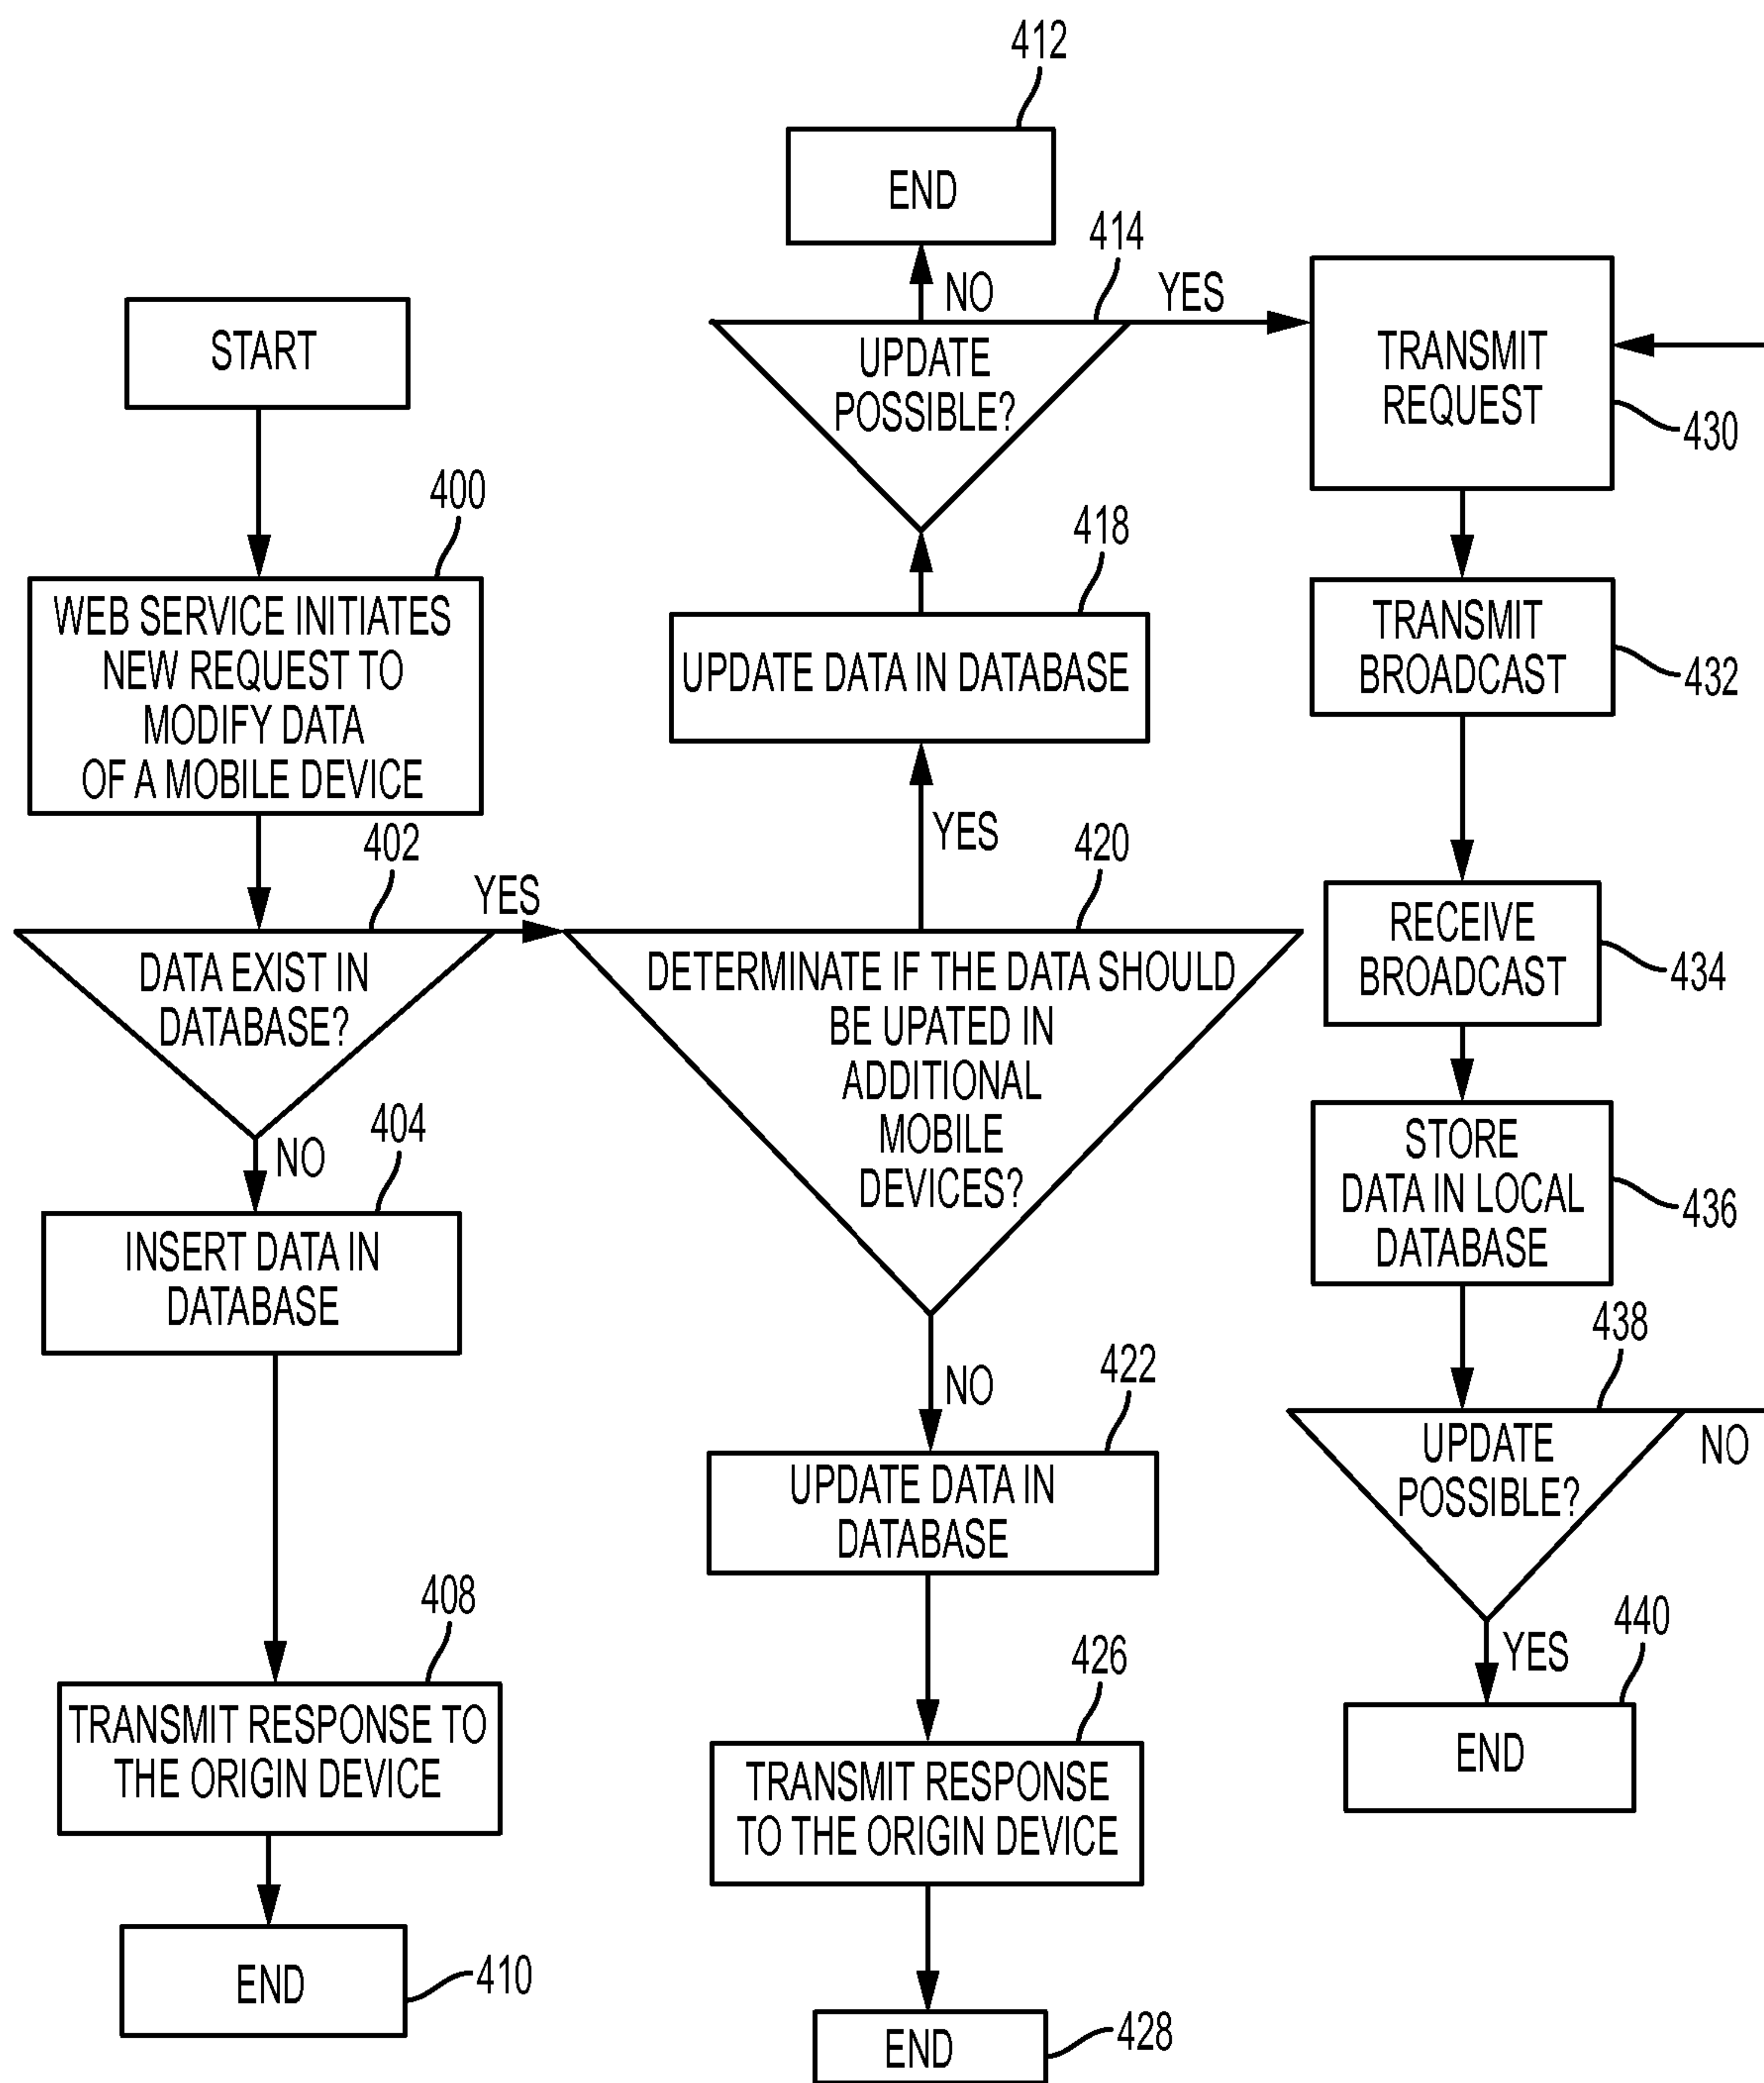 START
400
WEB SERVICE INITIATES
NEW REQUEST TO
MODIFY DATA
OF A MOBILE DEVICE
402
YES
DATA EXIST IN
DATABASE?
NO
404
INSERT DATA IN
DATABASE
408
TRANSMIT RESPONSE TO
THE ORIGIN DEVICE
END
410
412
END
414
NO
YES
UPDATE
POSSIBLE?
418
UPDATE DATA IN DATABASE
YES
420
DETERMINATE IF THE DATA SHOULD
BE UPATED IN
ADDITIONAL
MOBILE
DEVICES?
NO
422
UPDATE DATA IN
DATABASE
426
TRANSMIT RESPONSE
TO THE ORIGIN DEVICE
END
428
TRANSMIT
REQUEST
430
TRANSMIT
BROADCAST
432
RECEIVE
BROADCAST
434
STORE
DATA IN LOCAL
DATABASE
436
438
UPDATE
POSSIBLE?
NO
YES
440
END